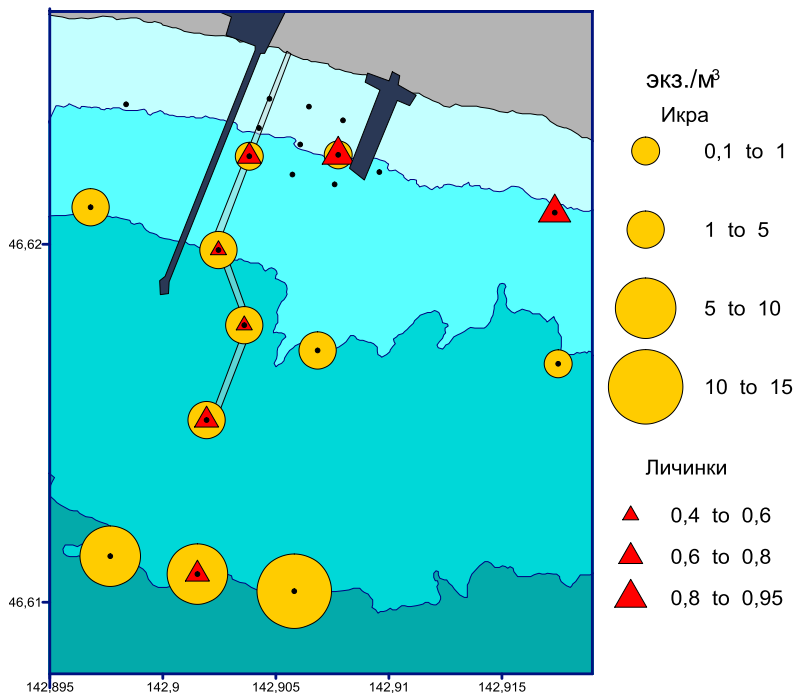 экз./м³
Икра
0,1 to 1
1 to 5
5 to 10
10 to 15
Личинки
0,4 to 0,6
0,6 to 0,8
0,8 to 0,95
46,62
46,61
142,895 142,9 142,905 142,91 142,915